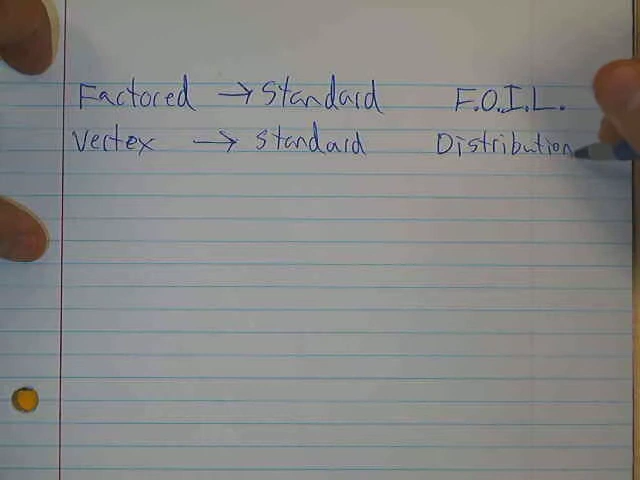 Factored → Standard F.O.I.L.
Vertex → Standard Distribution